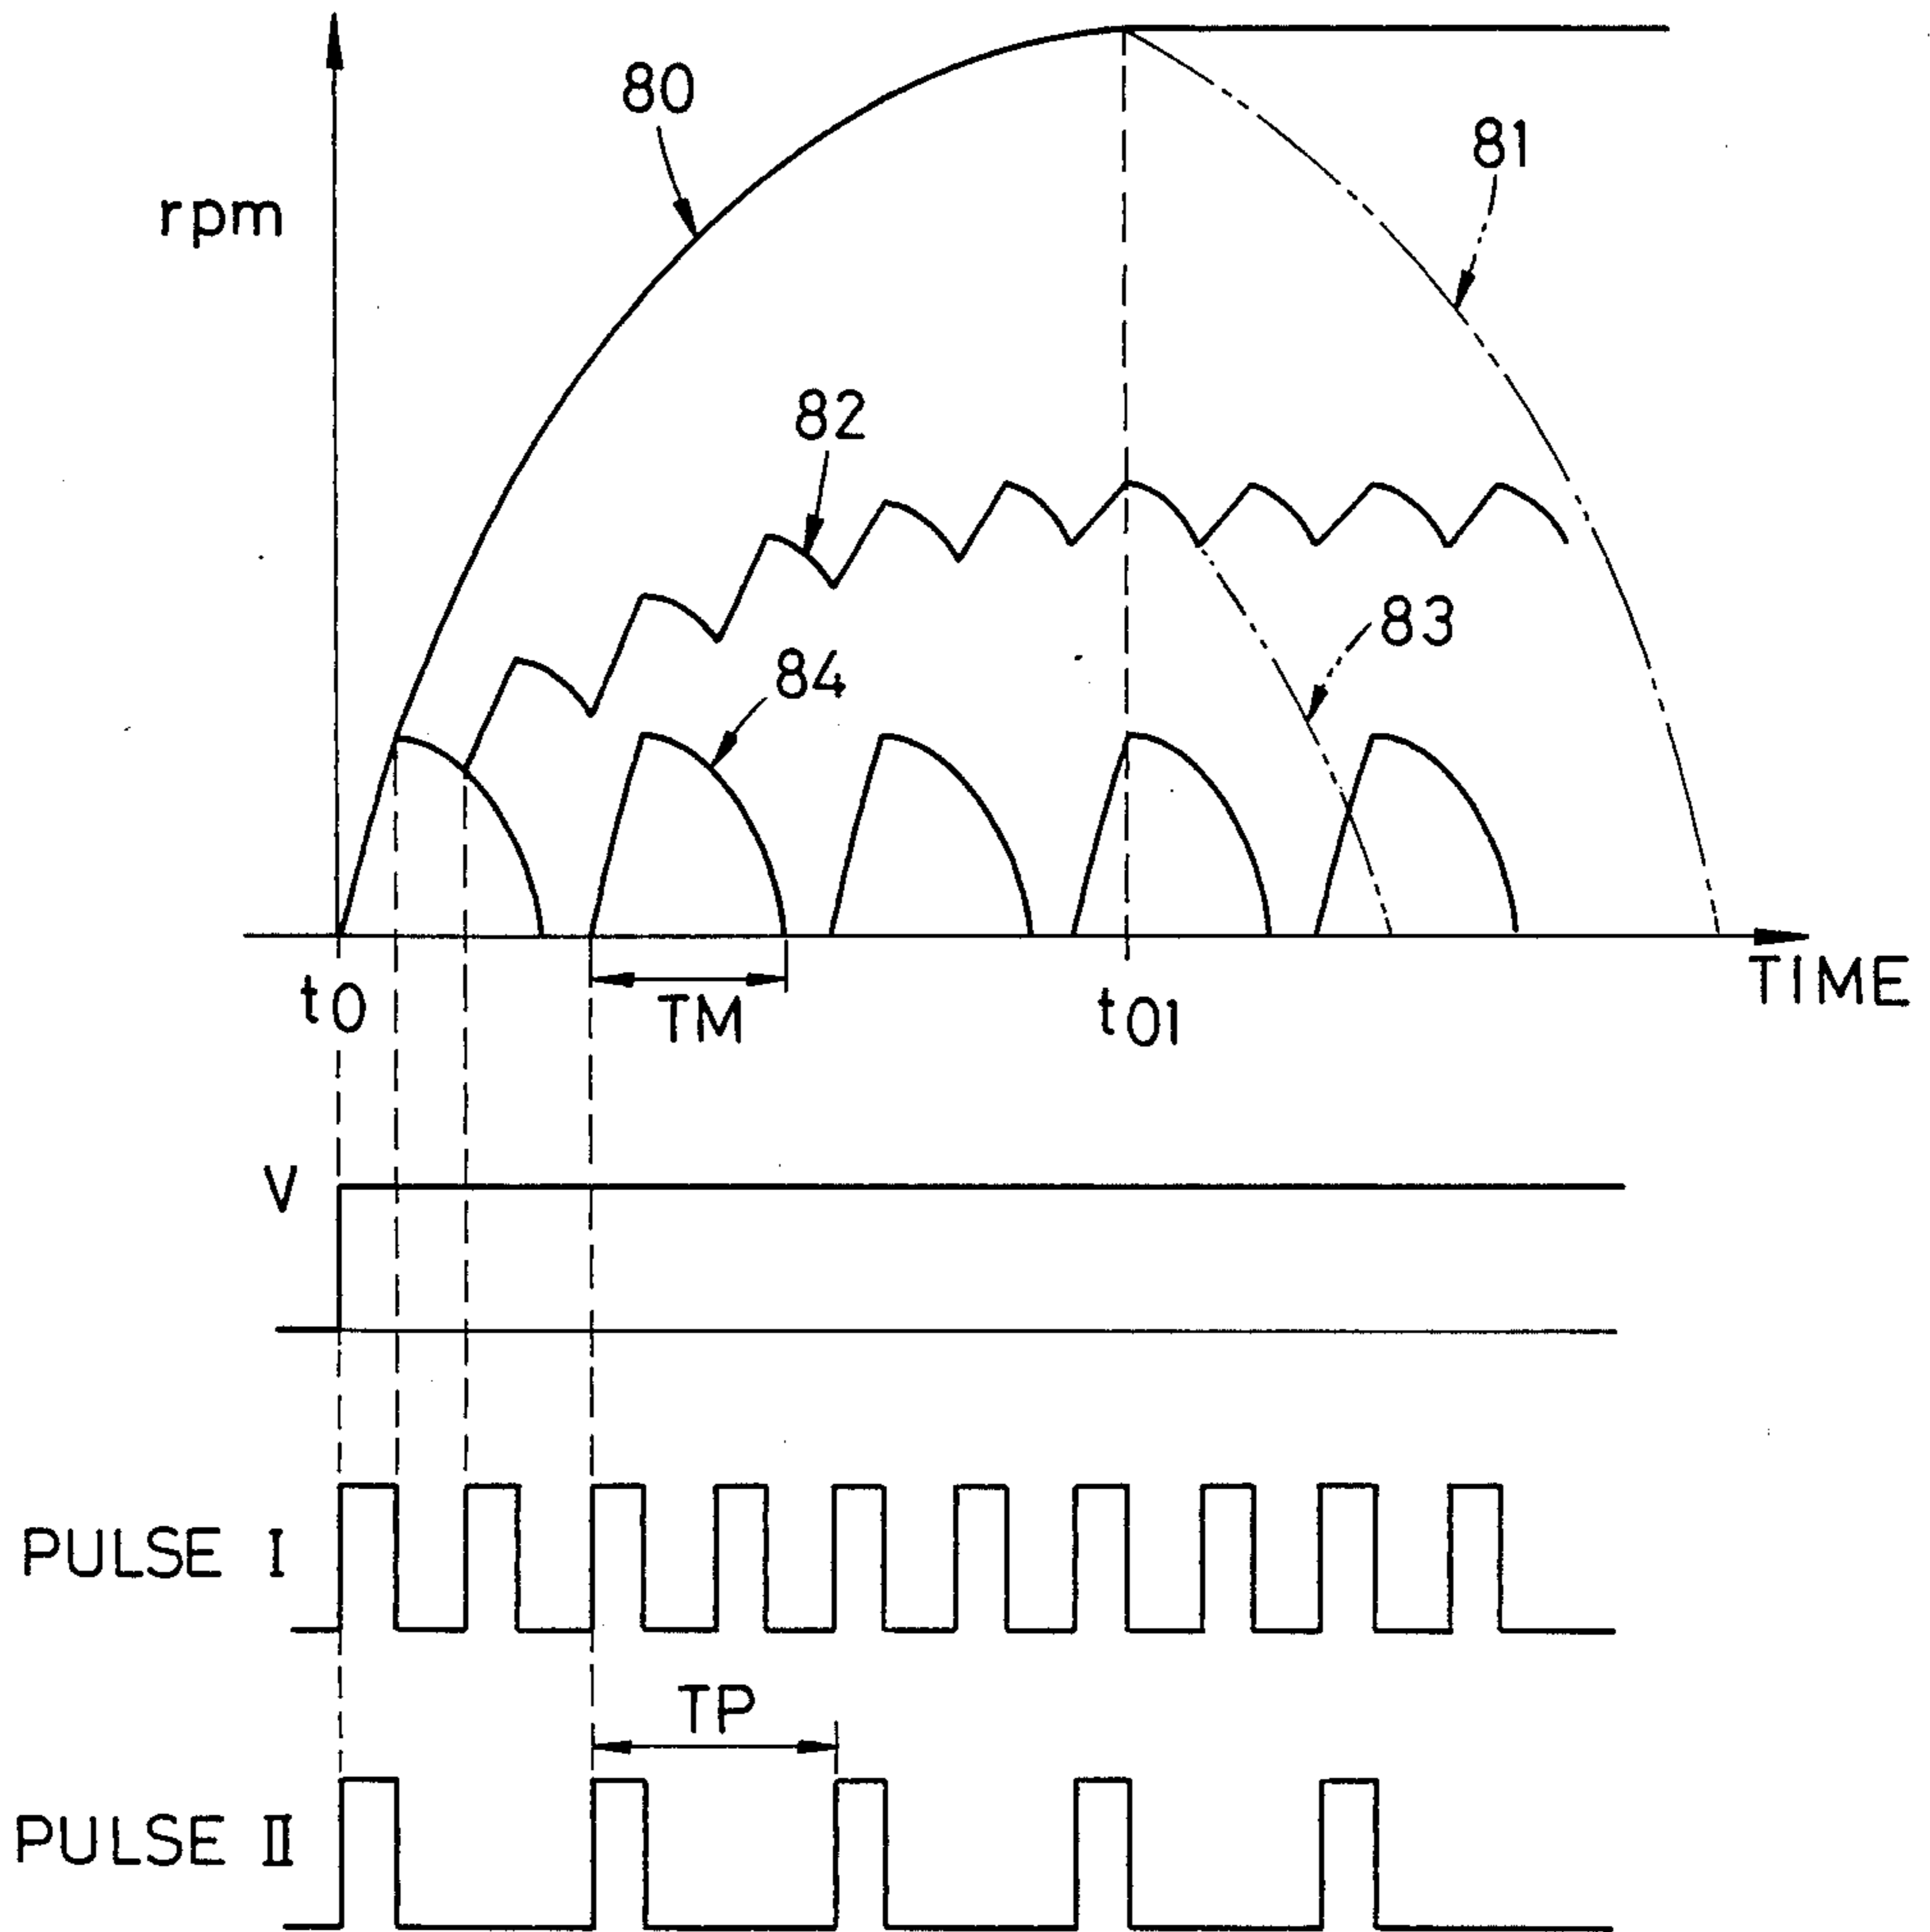 80
81
rpm
82
83
84
t0
TM
t01
TIME
V
PULSE I
TP
PULSE II